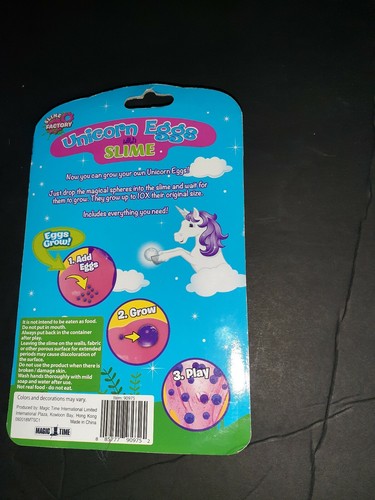 SLIME
FACTORY
Unicorn Eggs
SLIME
Now you can grow your own Unicorn Eggs!
Just drop the magical spheres into the slime and wait for
them to grow. They grow up to 10X their original size.
Includes everything you need!
Eggs
Grow!
1. Add
Eggs
2. Grow
3. Play
It is not intend to be eaten as food.
Do not put in mouth.
Always put back in the container
after play.
Leaving the slime on the walls, fabric
or other porous surface for extended
periods may cause discoloration of
the surface.
Do not use the product when there is
broken / damage skin.
Wash hands thoroughly with mild
soap and water after use.
Not real food - do not eat.
Colors and decorations may vary.
Produced by: Magic Time International Limited
International Plaza, Kowloon Bay, Hong Kong
Made in China
MAGIC TIME
Item: 90975
90975 2